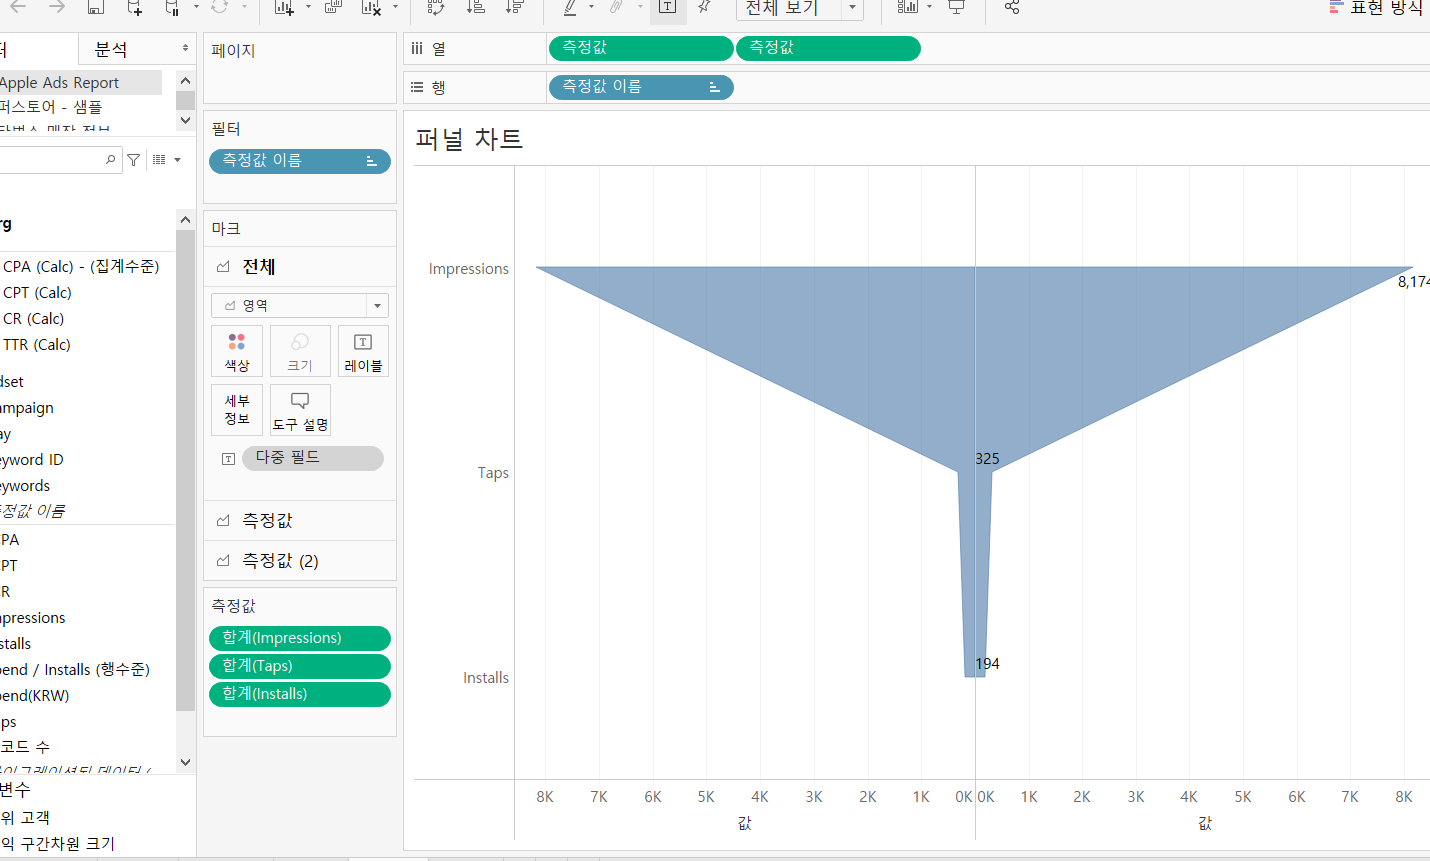 전체 보기
표현 방식
터
분석
Apple Ads Report
퍼스토어 - 샘플
rg
CPA (Calc) - (집계수준)
CPT (Calc)
CR (Calc)
TTR (Calc)
dset
ampaign
ay
eyword ID
eywords
측정값 이름
CPA
CPT
R
mpressions
stalls
pend / Installs (행수준)
pend(KRW)
ps
코드 수
변수
위 고객
익 구간차원 크기
페이지
필터
측정값 이름
마크
전체
영역
색상
크기
레이블
세부
정보
도구 설명
다중 필드
측정값
측정값 (2)
측정값
합계(Impressions)
합계(Taps)
합계(Installs)
열
측정값
측정값
행
측정값 이름
퍼널 차트
Impressions
8,174
Taps
325
Installs
194
8K 7K 6K 5K 4K 3K 2K 1K 0K 0K 1K 2K 3K 4K 5K 6K 7K 8K
값
값